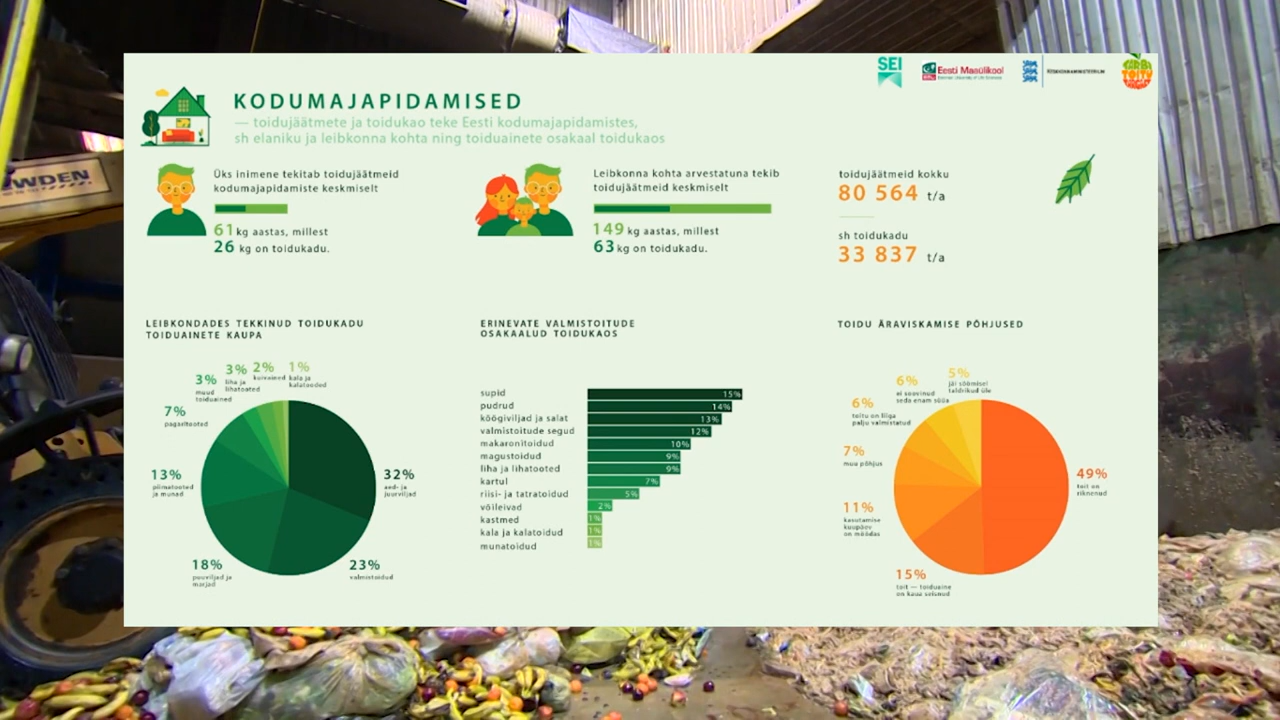 SEI
Eesti Maaülikool
KESKKONNAMINISTEERIUM
OWDEN
KODUMAJAPIDAMISED
— toidujäätmete ja toidukao teke Eesti kodumajapidamistes,
sh elaniku ja leibkonna kohta ning toiduainete osakaal toidukaos
Üks inimene tekitab toidujäätmeid
kodumajapidamiste keskmiselt
61 kg aastas, millest
26 kg on toidukadu.
Leibkonna kohta arvestatuna tekib
toidujäätmeid keskmiselt
149 kg aastas, millest
63 kg on toidukadu.
toidujäätmeid kokku
80 564 t/a
sh toidukadu
33 837 t/a
LEIBKONDADES TEKKINUD TOIDUKADU
TOIDUAINETE KAUPA
1%
kala ja
kalatooted
2%
kuivained
3%
liha ja
lihatooted
3%
muud
toiduained
7%
pagaritooted
13%
piimatooted
ja munad
18%
puuviljad ja
marjad
23%
valmistoidud
32%
aed- ja
juurviljad
ERINEVATE VALMISTOITUDE
OSAKAALUD TOIDUKAOS
supid 15%
pudrud 14%
köögiviljad ja salat 13%
valmistoitude segud 12%
makaronitoidud 10%
magustoidud 9%
liha ja lihatooted 9%
kartul 7%
riisi- ja tatratoidud 5%
võileivad 2%
kastmed 1%
kala ja kalatoidud 1%
munatoidud 1%
TOIDU ÄRAVISKAMISE PÕHJUSED
5%
jäi söömisel
taldrikud üle
6%
ei soovinud
seda enam süüa
6%
toitu on liiga
palju valmistatud
7%
muu põhjus
11%
kasutamise
kuupäev
on möödas
15%
toit — toiduaine
on kaua seisnud
49%
toit on
riknenud